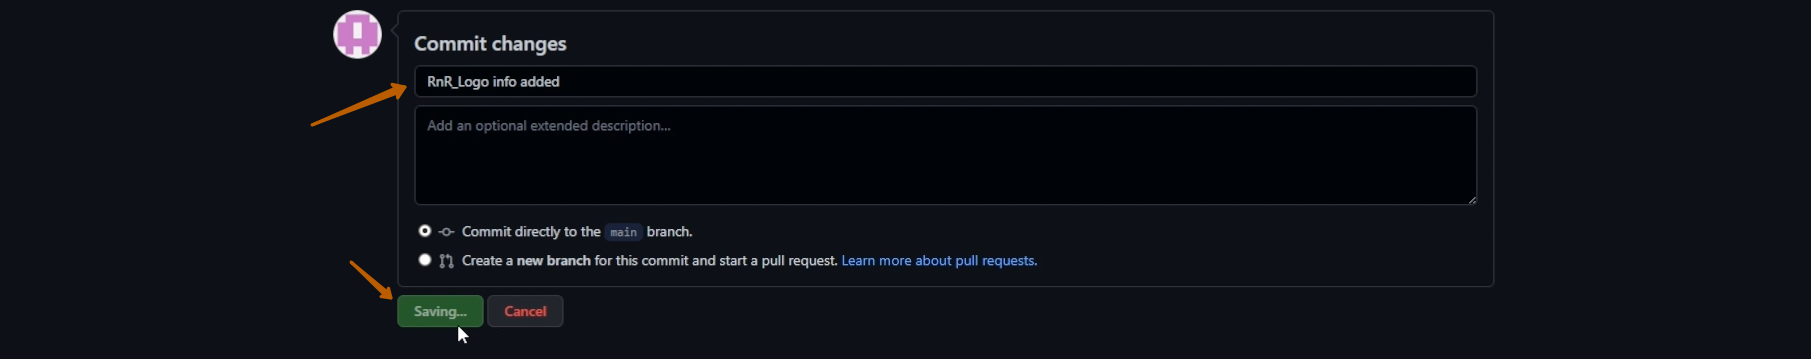 Commit changes
RnR_Logo info added
Add an optional extended description...
Commit directly to the main branch.
Create a new branch for this commit and start a pull request. Learn more about pull requests.
Saving... Cancel